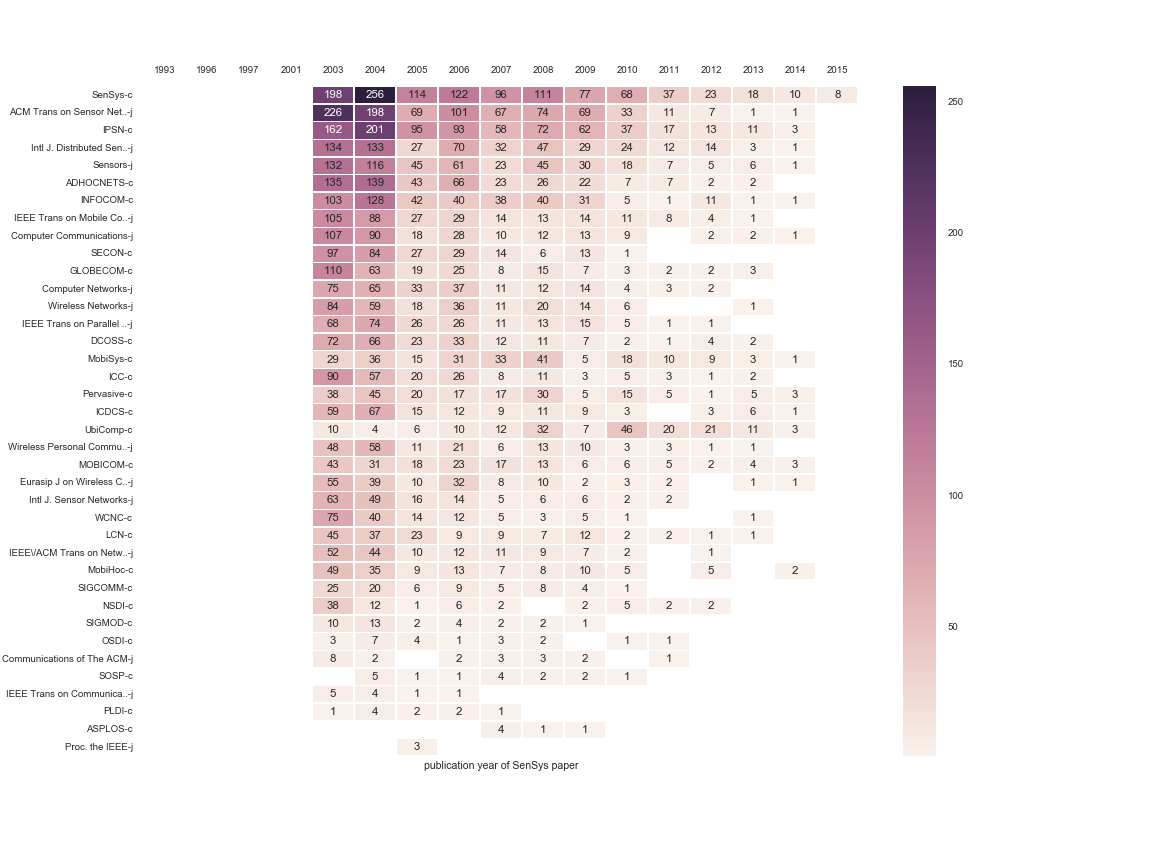 1993 1996 1997 2001 2003 2004 2005 2006 2007 2008 2009 2010 2011 2012 2013 2014 2015
SenSys-c 198 256 114 122 96 111 77 68 37 23 18 10 8 250
ACM Trans on Sensor Net..-j 226 198 69 101 67 74 69 33 11 7 1 1
IPSN-c 162 201 95 93 58 72 62 37 17 13 11 3
Intl J. Distributed Sen..-j 134 133 27 70 32 47 29 24 12 14 3 1
Sensors-j 132 116 45 61 23 45 30 18 7 5 6 1
ADHOCNETS-c 135 139 43 66 23 26 22 7 7 2 2
INFOCOM-c 103 128 42 40 38 40 31 5 1 11 1 1
IEEE Trans on Mobile Co..-j 105 88 27 29 14 13 14 11 8 4 1
Computer Communications-j 107 90 18 28 10 12 13 9 2 2 1 200
SECON-c 97 84 27 29 14 6 13 1
GLOBECOM-c 110 63 19 25 8 15 7 3 2 2 3
Computer Networks-j 75 65 33 37 11 12 14 4 3 2
Wireless Networks-j 84 59 18 36 11 20 14 6 1
IEEE Trans on Parallel ..-j 68 74 26 26 11 13 15 5 1 1
DCOSS-c 72 66 23 33 12 11 7 2 1 4 2
MobiSys-c 29 36 15 31 33 41 5 18 10 9 3 1 150
ICC-c 90 57 20 26 8 11 3 5 3 1 2
Pervasive-c 38 45 20 17 17 30 5 15 5 1 5 3
ICDCS-c 59 67 15 12 9 11 9 3 3 6 1
UbiComp-c 10 4 6 10 12 32 7 46 20 21 11 3
Wireless Personal Commu..-j 48 58 11 21 6 13 10 3 3 1 1
MOBICOM-c 43 31 18 23 17 13 6 6 5 2 4 3
Eurasip J on Wireless C..-j 55 39 10 32 8 10 2 3 2 1 1
Intl J. Sensor Networks-j 63 49 16 14 5 6 6 2 2 100
WCNC-c 75 40 14 12 5 3 5 1 1
LCN-c 45 37 23 9 9 7 12 2 2 1 1
IEEE\/ACM Trans on Netw..-j 52 44 10 12 11 9 7 2 1
MobiHoc-c 49 35 9 13 7 8 10 5 5 2
SIGCOMM-c 25 20 6 9 5 8 4 1
NSDI-c 38 12 1 6 2 2 5 2 2
SIGMOD-c 10 13 2 4 2 2 1 50
OSDI-c 3 7 4 1 3 2 1 1
Communications of The ACM-j 8 2 2 3 3 2 1
SOSP-c 5 1 1 4 2 2 1
IEEE Trans on Communica..-j 5 4 1 1
PLDI-c 1 4 2 2 1
ASPLOS-c 4 1 1
Proc. the IEEE-j 3
publication year of SenSys paper